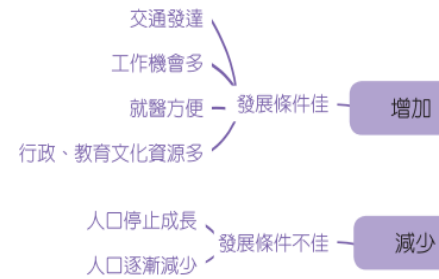 交通發達
工作機會多
就醫方便
行政、教育文化資源多
發展條件佳
增加
人口停止成長
人口逐漸減少
發展條件不佳
減少